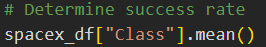 # Determine success rate
spacex_df["Class"].mean()